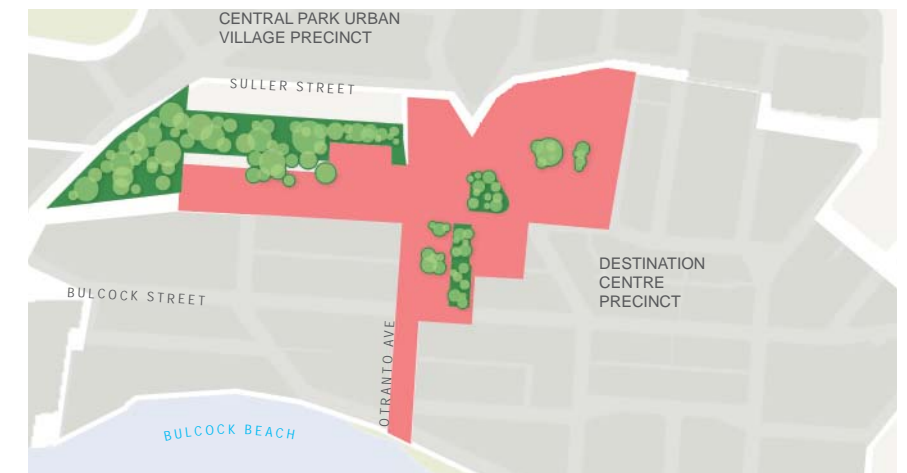 CENTRAL PARK URBAN
VILLAGE PRECINCT
SULLER STREET
DESTINATION
CENTRE
PRECINCT
BULCOCK STREET
OTRANTO AVE
BULCOCK BEACH